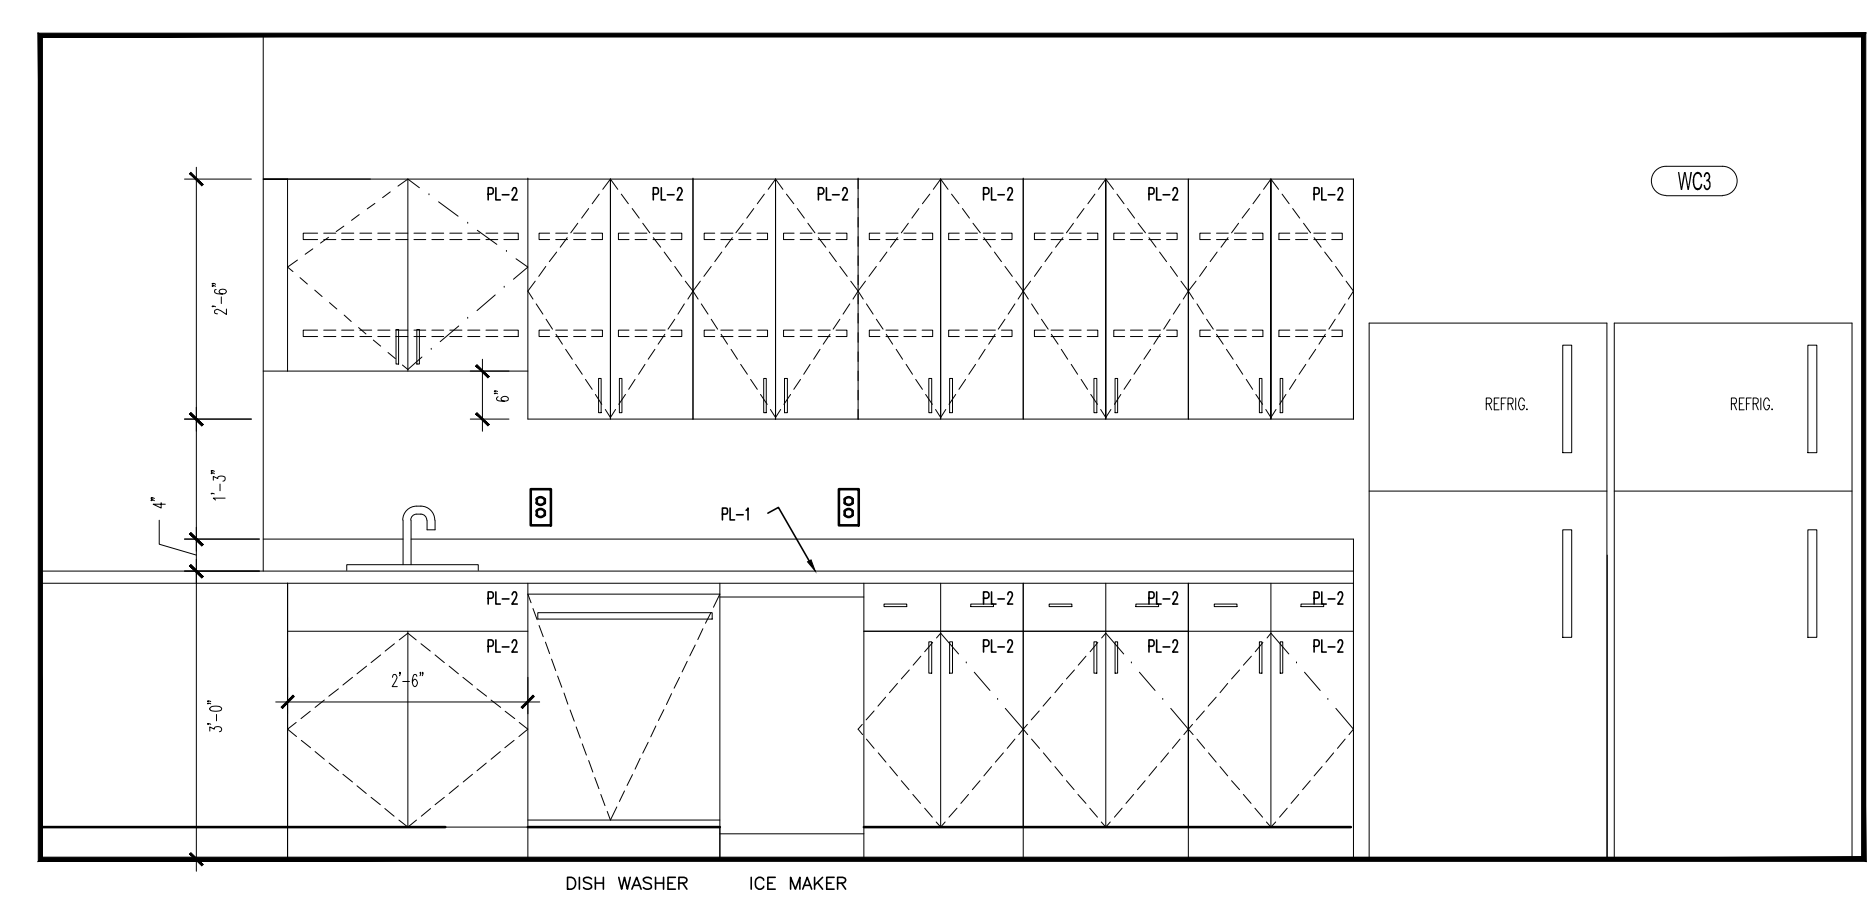 PL-2 PL-2 PL-2 PL-2 PL-2 PL-2
WC3
2'-6"
6"
REFRIG. REFRIG.
1'-3"
4"
PL-1
PL-2 PL-2 PL-2 PL-2
PL-2 PL-2 PL-2 PL-2
2'-6"
3'-0"
DISH WASHER ICE MAKER